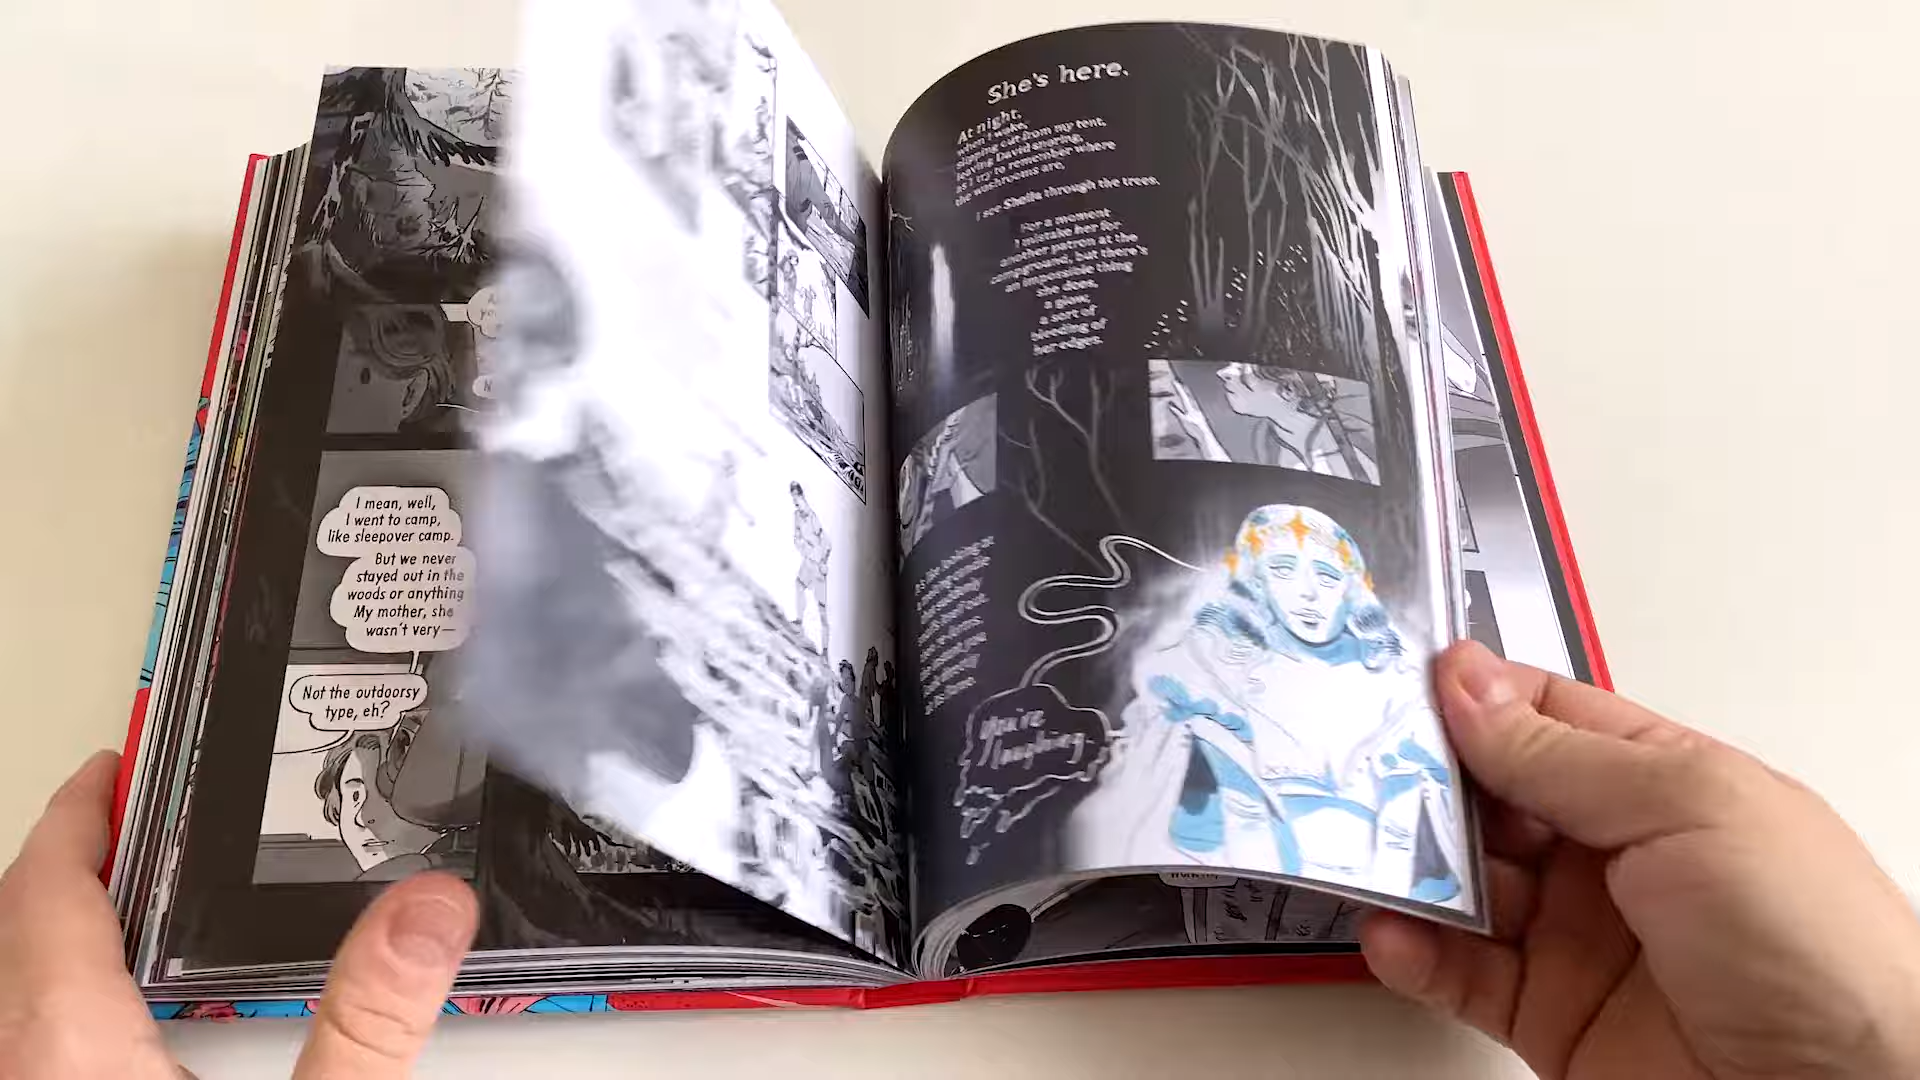 I mean, well,
I went to camp,
like sleepover camp.
But we never
stayed out in the
woods or anything
My mother, she
wasn't very—
Not the outdoorsy
type, eh?
She's here.
At night,
when I wake,
slipping out from my tent,
leaving David snoring,
as I try to remember where
the washrooms are,
I see Sheila through the trees.
For a moment
I mistake her for
another patron at the
campground, but there's
an impossible thing
she does,
a glow,
a sort of
bleeding of
her edges.
It's like looking at
You're
laughing.